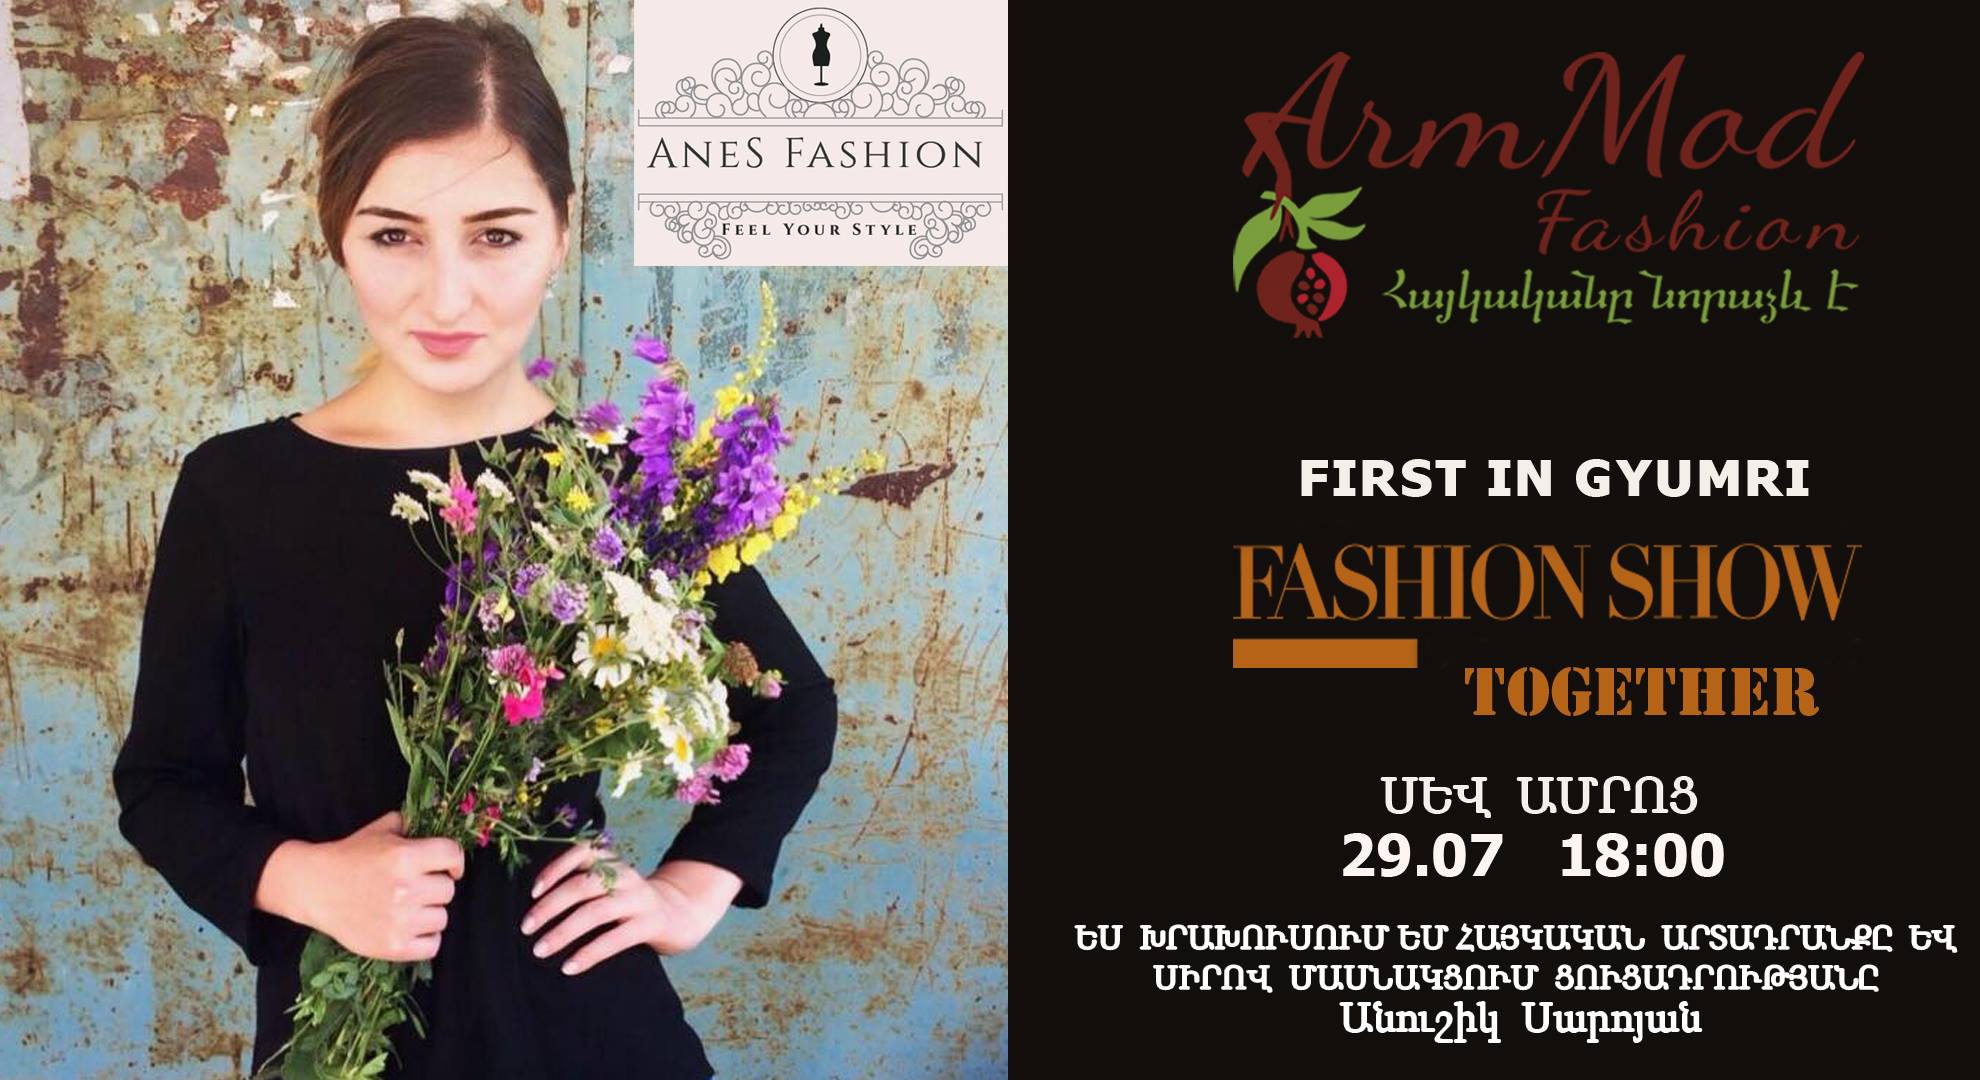 ANES FASHION
FEEL YOUR STYLE
ArmMod
Fashion
Հայկականը նորաձև է
FIRST IN GYUMRI
FASHION SHOW
TOGETHER
ՍԵՎ ԱՄՐՈՑ
29.07 18:00
ԵՍ ԽՐԱԽՈՒՍՈՒՄ ԵՄ ՀԱՅԿԱԿԱՆ ԱՐՏԱԴՐԱՆՔԸ ԵՎ
ՍԻՐՈՎ ՄԱՍՆԱԿՑՈՒՄ ՑՈՒՑԱԴՐՈՒԹՅԱՆԸ
Անուշիկ Սարոյան